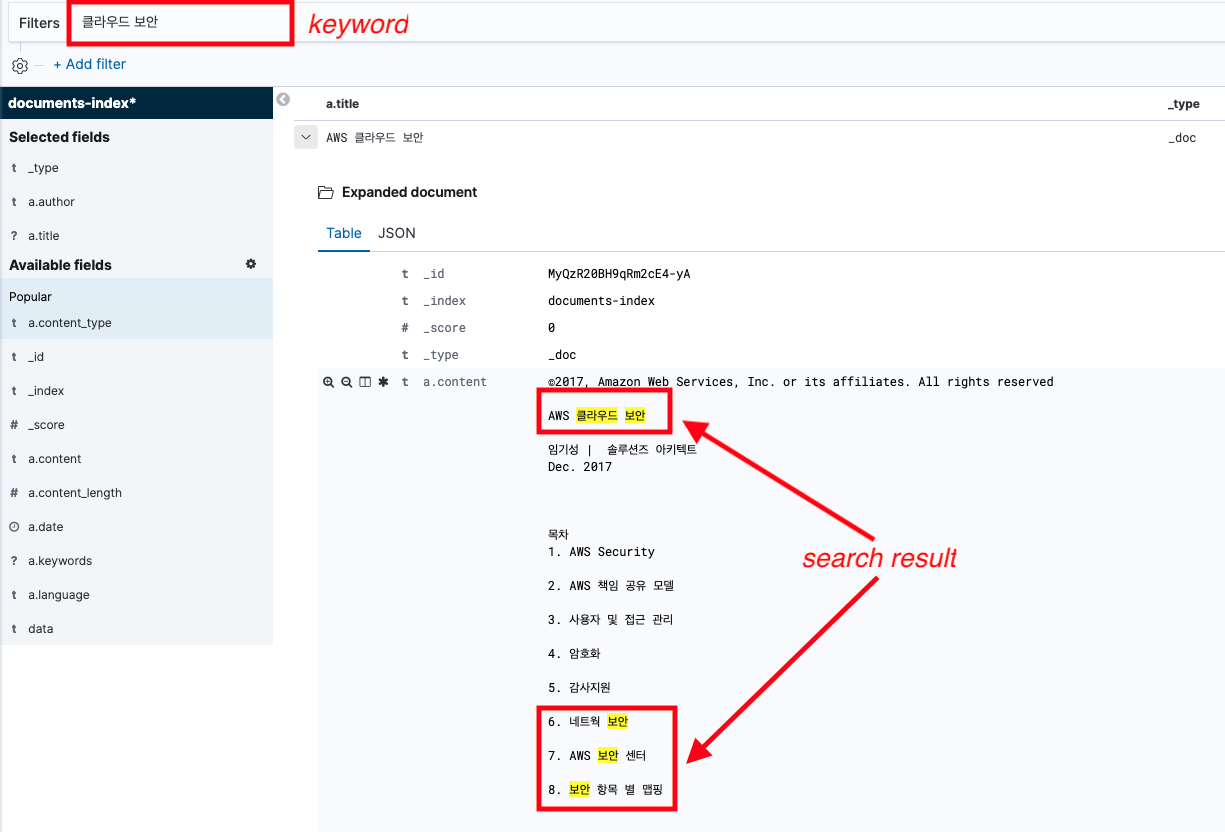 Filters 클라우드 보안 keyword
+ Add filter
documents-index*
Selected fields
t _type
t a.author
? a.title
Available fields
Popular
t a.content_type
t _id
t _index
# _score
t a.content
# a.content_length
a.date
? a.keywords
t a.language
t data
a.title _type
AWS 클라우드 보안 _doc
Expanded document
Table JSON
t _id MyQzR20BH9qRm2cE4-yA
t _index documents-index
# _score 0
t _type _doc
t a.content ©2017, Amazon Web Services, Inc. or its affiliates. All rights reserved
AWS 클라우드 보안
임기성 | 솔루션즈 아키텍트
Dec. 2017
목차
1. AWS Security
2. AWS 책임 공유 모델
3. 사용자 및 접근 관리
4. 암호화
5. 감사지원
6. 네트웍 보안
7. AWS 보안 센터
8. 보안 항목 별 맵핑
search result